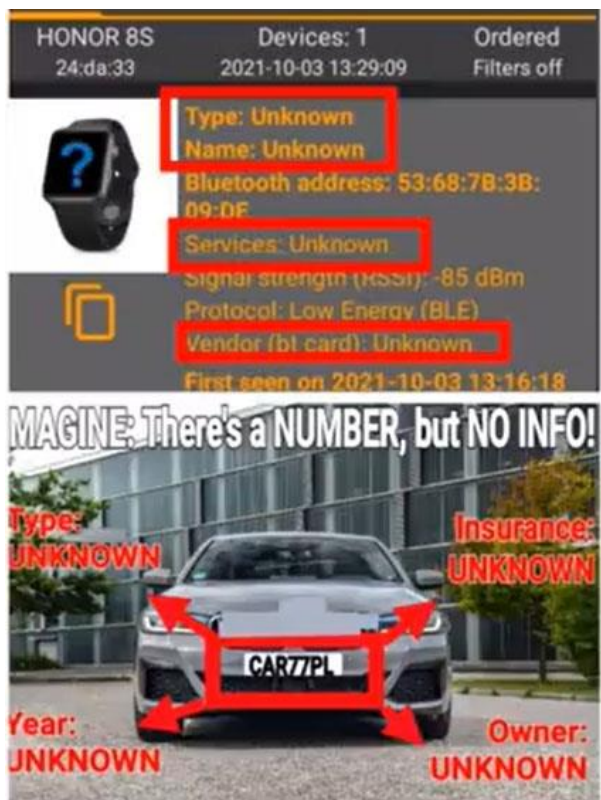 HONOR 8S Devices: 1 Ordered
24:da:33 2021-10-03 13:29:09 Filters off
Type: Unknown
Name: Unknown
?
Bluetooth address: 53:68:7B:3B:
09:DE
Services: Unknown
Signal strength (RSSI): -85 dBm
Protocol: Low Energy (BLE)
Vendor (bt card): Unknown
First seen on 2021-10-03 13:16:18
MAGINE: There's a NUMBER, but NO INFO!
Type: Insurance:
UNKNOWN UNKNOWN
CAR77PL
Year: Owner:
UNKNOWN UNKNOWN